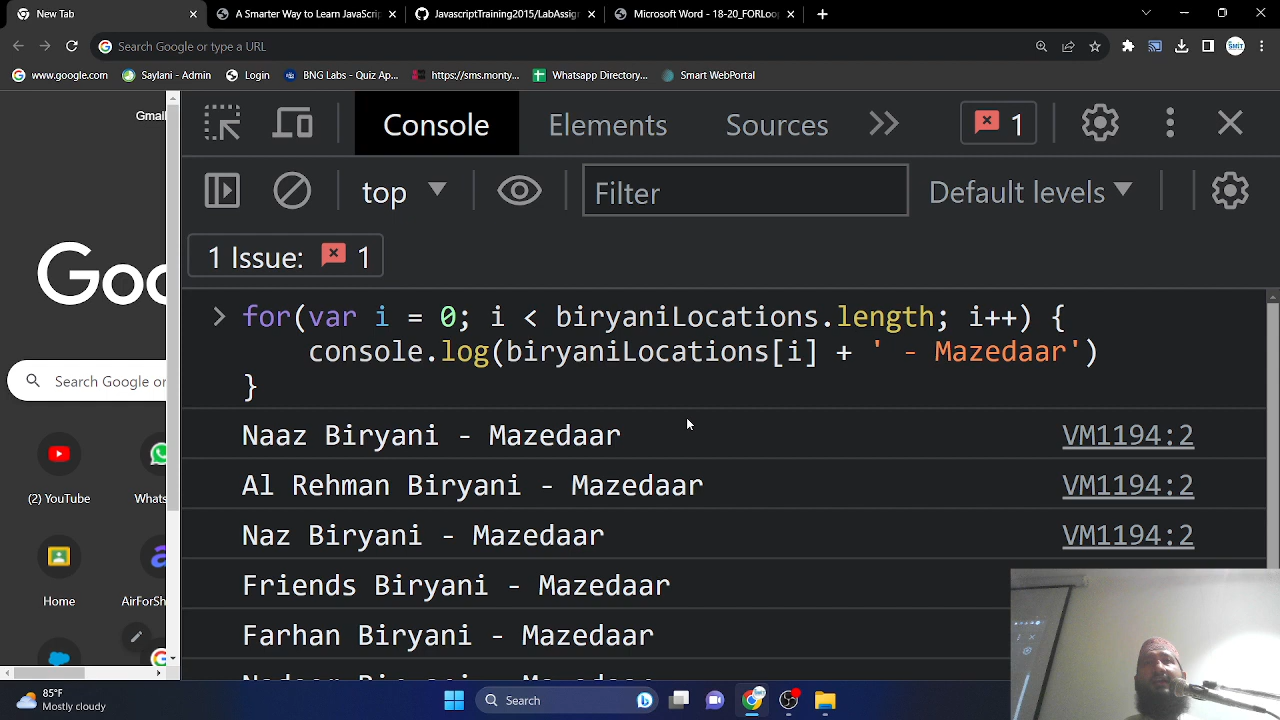 New Tab
A Smarter Way to Learn JavaScrip
JavascriptTraining2015/LabAssign
Microsoft Word - 18-20_FORLoop
Search Google or type a URL
www.google.com
Saylani - Admin
Login
BNG Labs - Quiz Ap...
https://sms.monty...
Whatsapp Directory...
Smart WebPortal
Gmail
Console
Elements
Sources
1
top
Filter
Default levels
1 Issue: 1
for(var i = 0; i < biryaniLocations.length; i++) {
console.log(biryaniLocations[i] + ' - Mazedaar')
}
Naaz Biryani - Mazedaar VM1194:2
Al Rehman Biryani - Mazedaar VM1194:2
Naz Biryani - Mazedaar VM1194:2
Friends Biryani - Mazedaar
Farhan Biryani - Mazedaar
Goo
Search Google or
(2) YouTube
Whats
Home
AirForSh
85°F
Mostly cloudy
Search